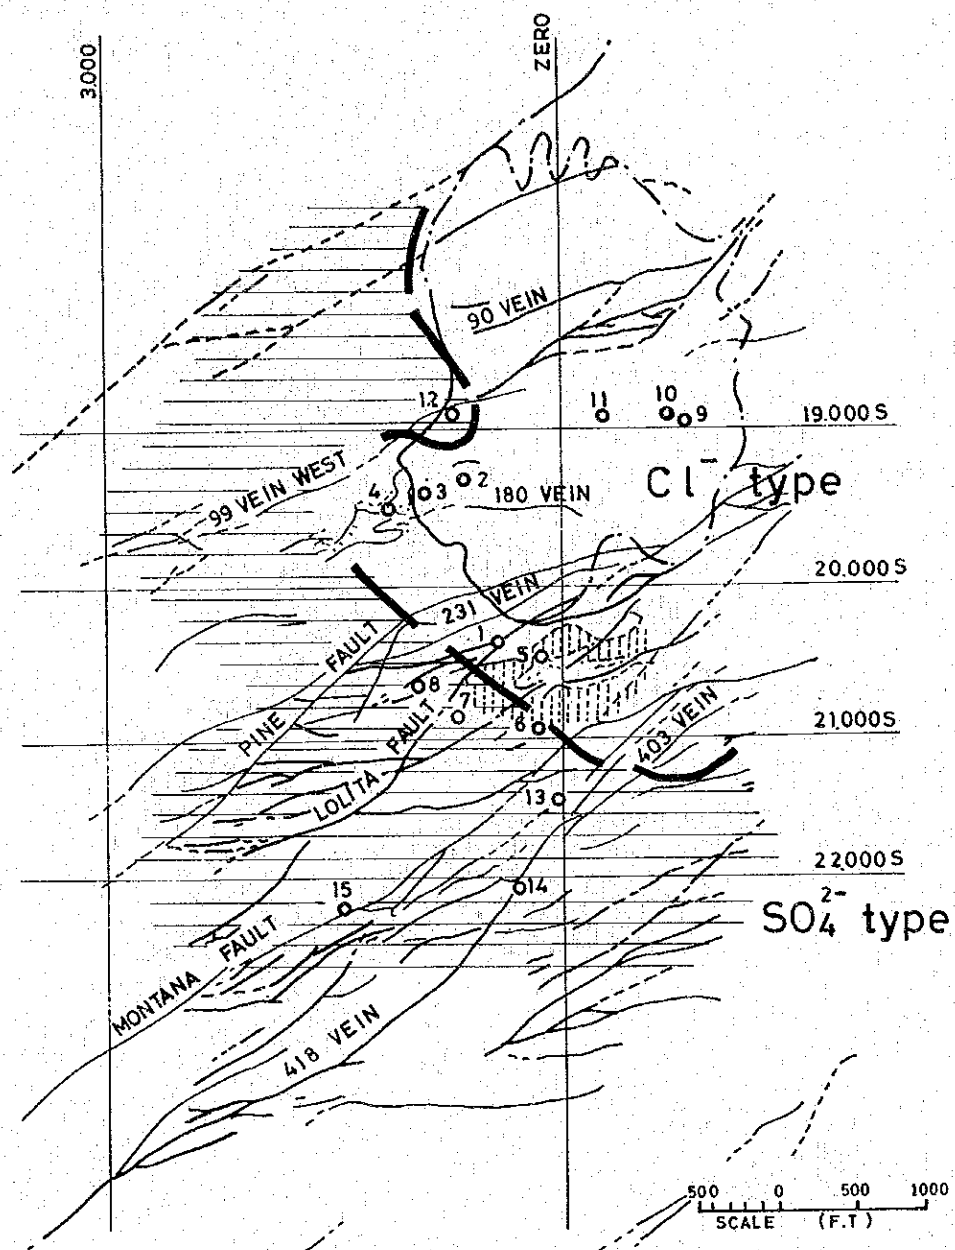 3.000
ZERO
90 VEIN
12
11
10
9
19.000 S
99 VEIN WEST
4
3
2
180 VEIN
Cl⁻ type
20.000 S
231 VEIN
1
5
PINE FAULT
8
7
6
21,000S
403 VEIN
LOLITA FAULT
13
22,000 S
14
15
SO₄²⁻ type
MONTANA FAULT
418 VEIN
500 0 500 1000
SCALE (F.T)